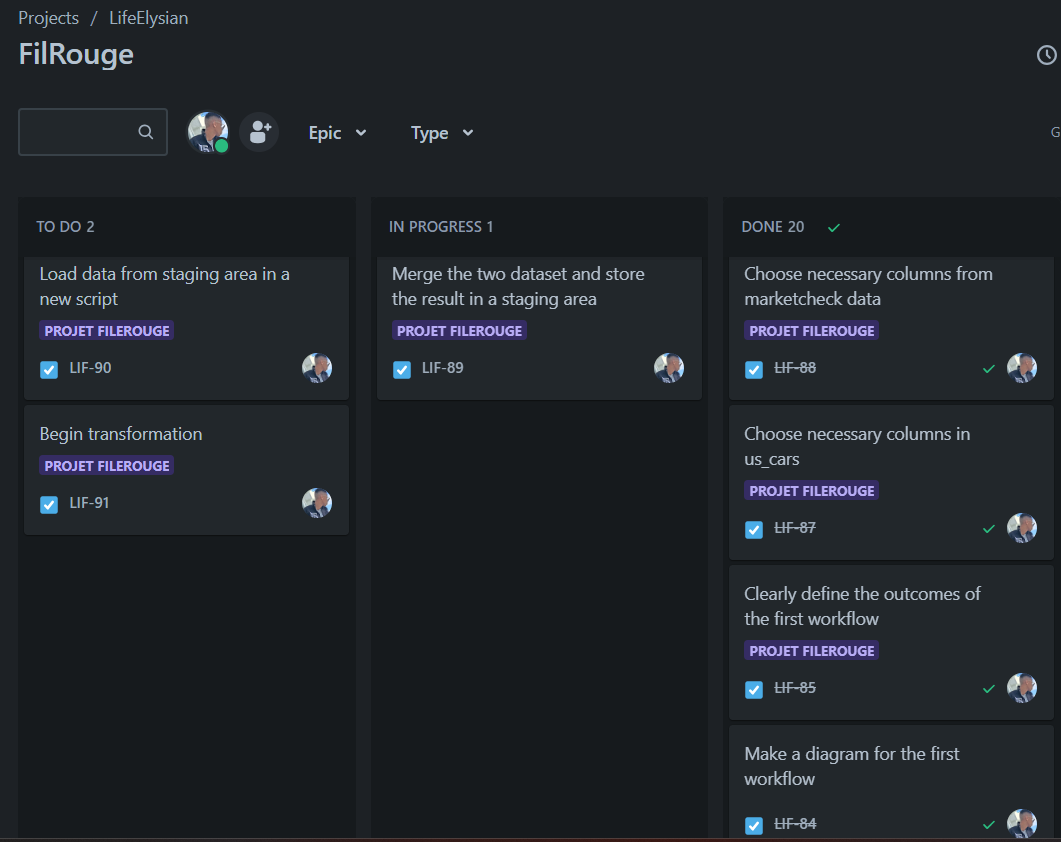 Projects / LifeElysian
FilRouge
Epic
Type
G
TO DO 2
Load data from staging area in a
new script
PROJET FILEROUGE
LIF-90
Begin transformation
PROJET FILEROUGE
LIF-91
IN PROGRESS 1
Merge the two dataset and store
the result in a staging area
PROJET FILEROUGE
LIF-89
DONE 20
Choose necessary columns from
marketcheck data
PROJET FILEROUGE
LIF-88
Choose necessary columns in
us_cars
PROJET FILEROUGE
LIF-87
Clearly define the outcomes of
the first workflow
PROJET FILEROUGE
LIF-85
Make a diagram for the first
workflow
LIF-84